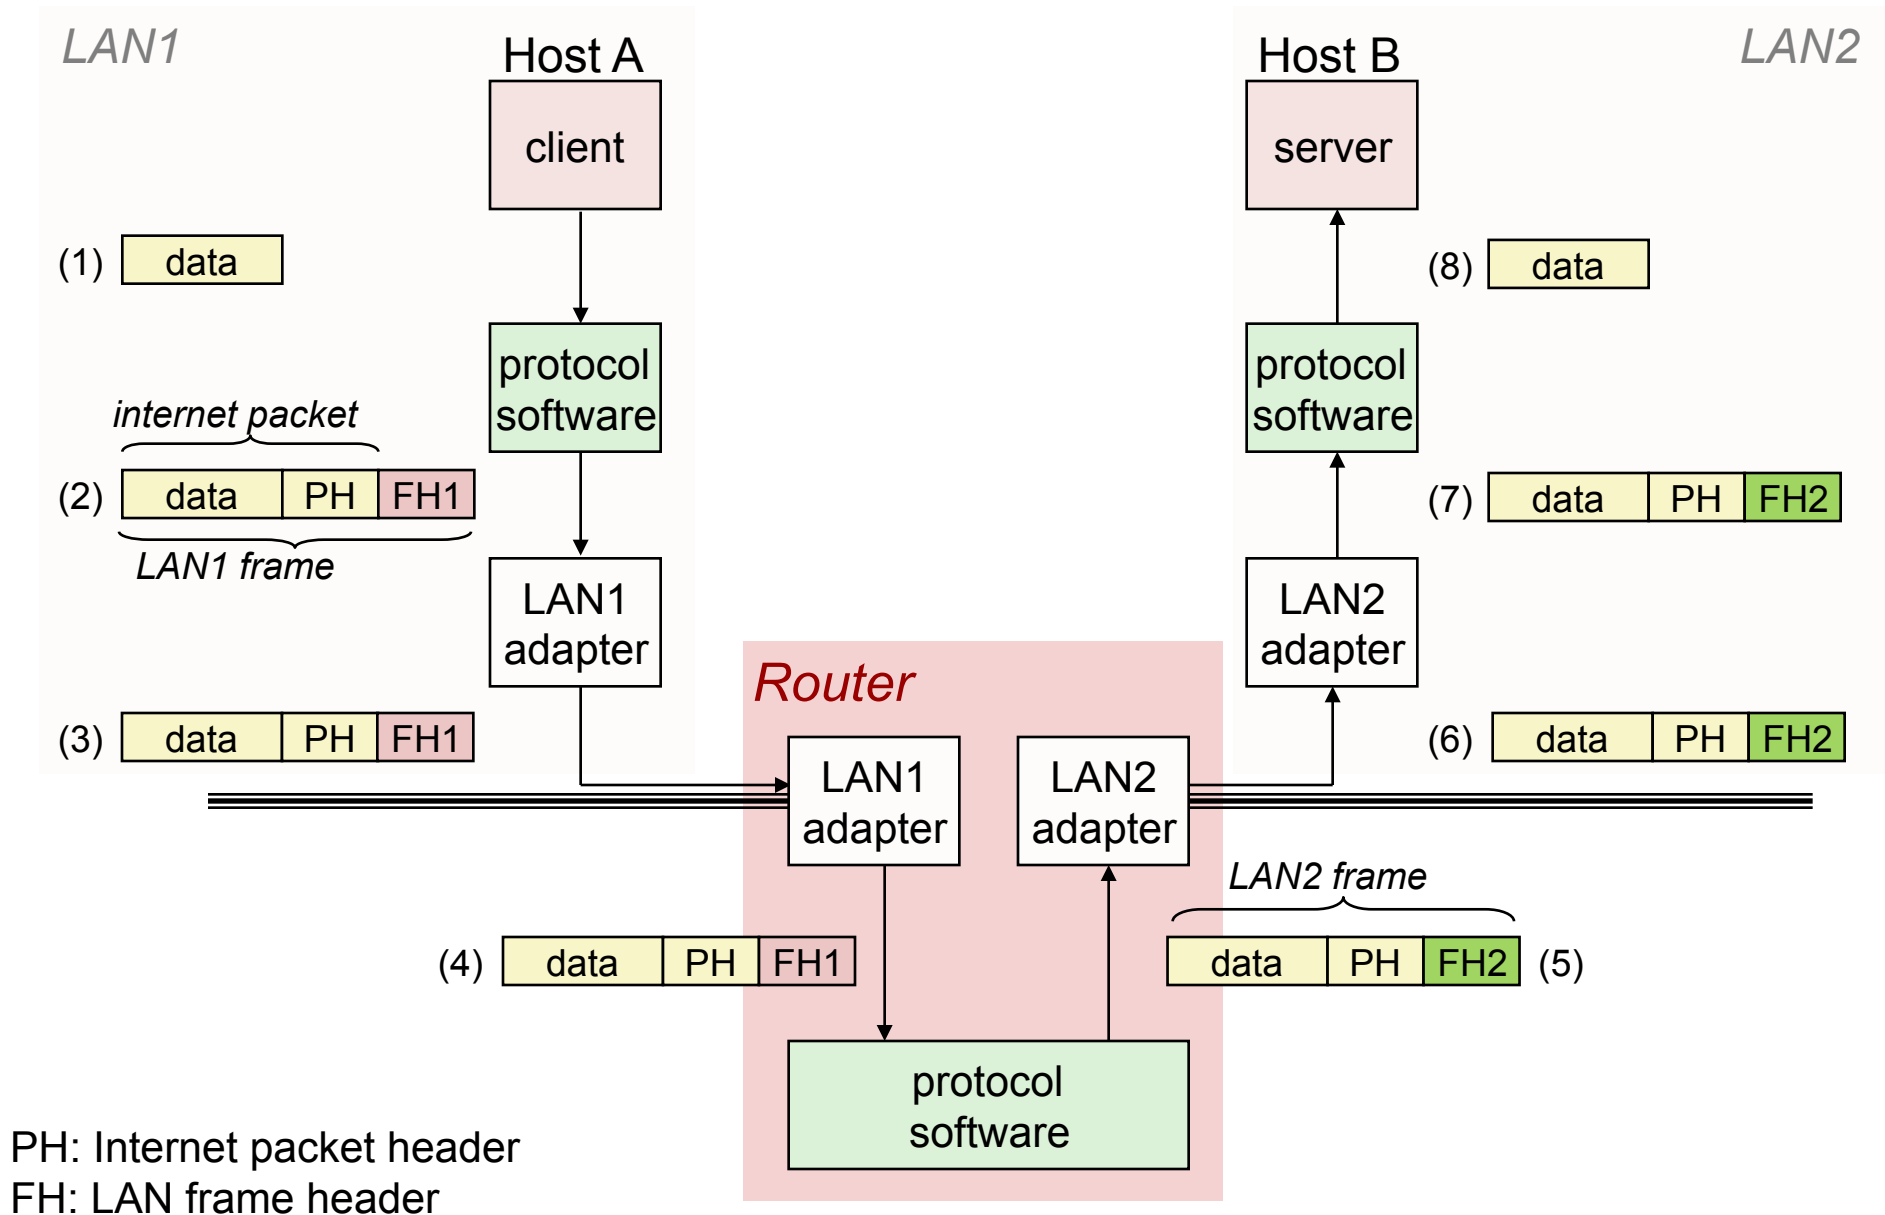 LAN1
Host A
Host B
LAN2
client
server
(1) data
(8) data
protocol
software
protocol
software
internet packet
(2) data PH FH1
LAN1 frame
(7) data PH FH2
LAN1
adapter
LAN2
adapter
Router
(3) data PH FH1
(6) data PH FH2
LAN1
adapter
LAN2
adapter
LAN2 frame
(4) data PH FH1
data PH FH2 (5)
protocol
software
PH: Internet packet header
FH: LAN frame header